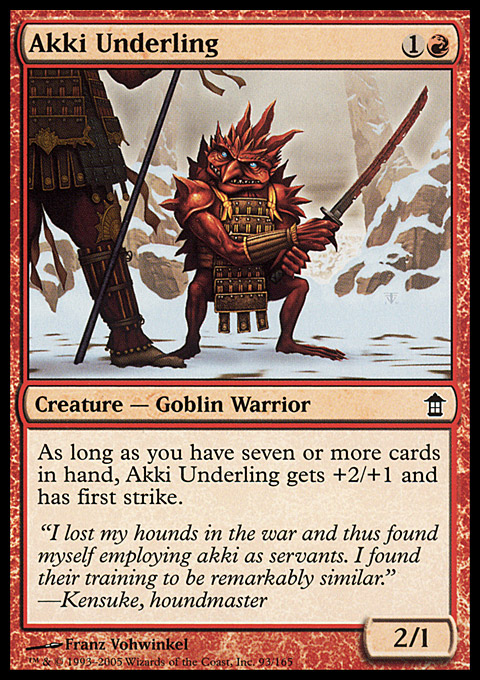 Akki Underling 1
Creature — Goblin Warrior
As long as you have seven or more cards
in hand, Akki Underling gets +2/+1 and
has first strike.
“I lost my hounds in the war and thus found
myself employing akki as servants. I found
their training to be remarkably similar.”
—Kensuke, houndmaster
Franz Vohwinkel
2/1
™ & © 1993–2005 Wizards of the Coast, Inc. 93/165